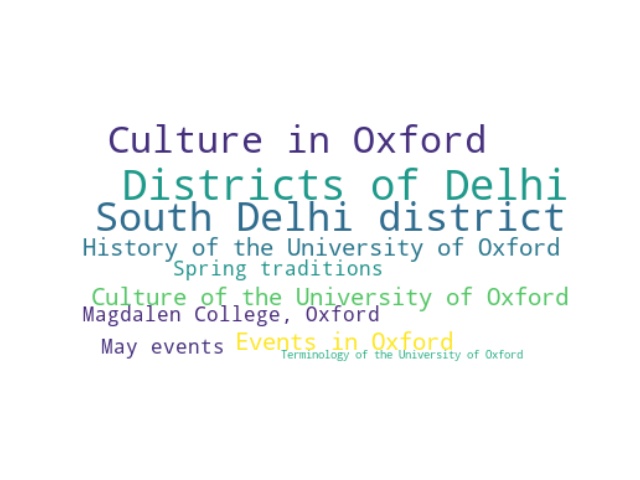 Culture in Oxford
Districts of Delhi
South Delhi district
History of the University of Oxford
Spring traditions
Culture of the University of Oxford
Magdalen College, Oxford
Events in Oxford
May events
Terminology of the University of Oxford